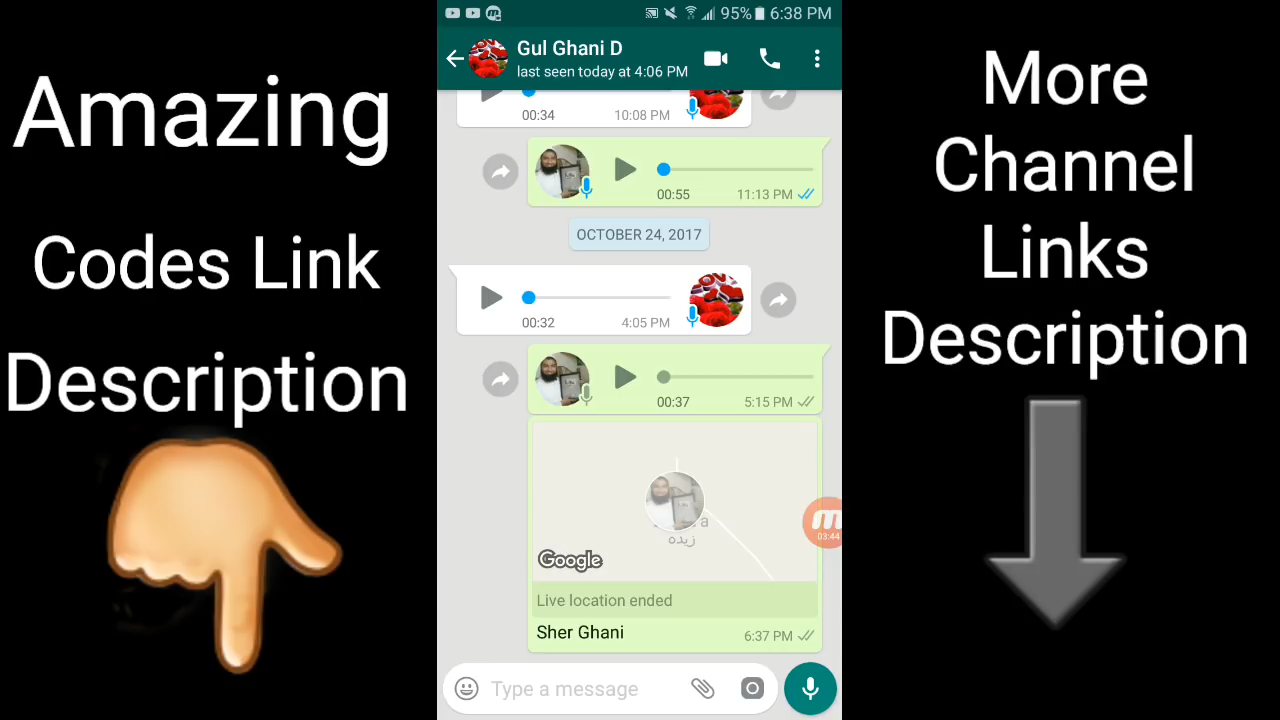 Amazing
Codes Link
Description
95% 6:38 PM
Gul Ghani D
last seen today at 4:06 PM
00:34 10:08 PM
00:55 11:13 PM
OCTOBER 24, 2017
00:32 4:05 PM
00:37 5:15 PM
زيده
Google
03:44
Live location ended
Sher Ghani 6:37 PM
Type a message
More
Channel
Links
Description